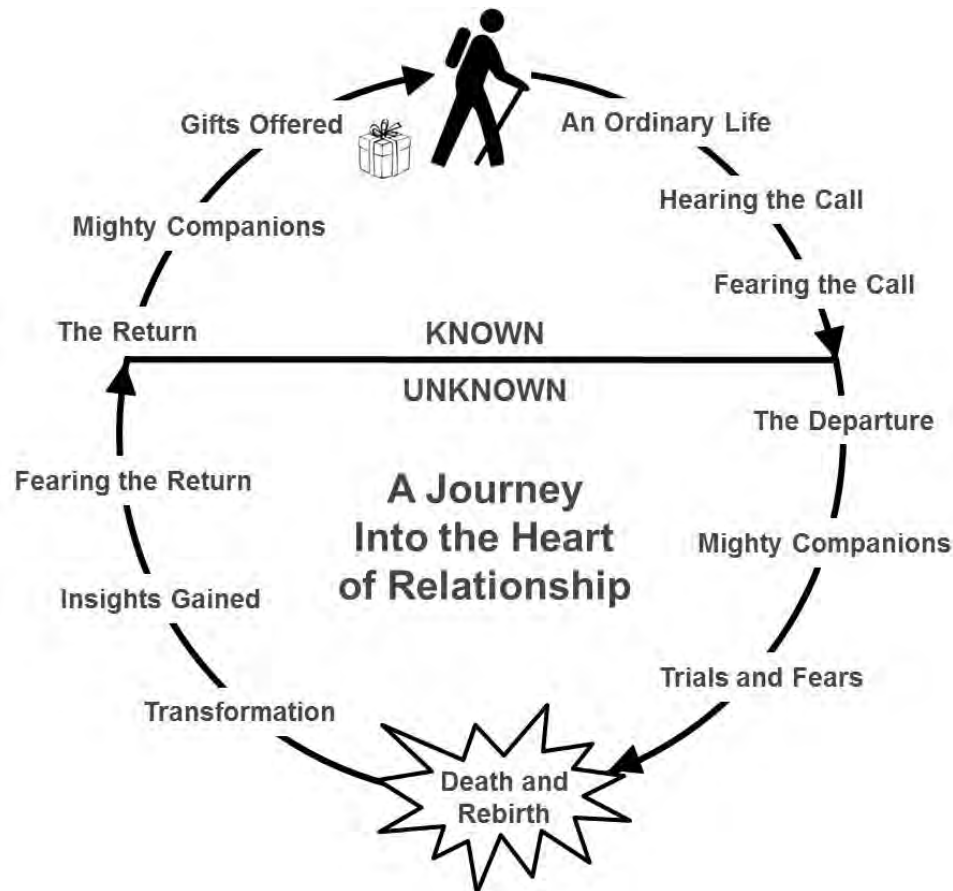 Gifts Offered
An Ordinary Life
Mighty Companions
Hearing the Call
Fearing the Call
The Return
KNOWN
UNKNOWN
The Departure
Fearing the Return
A Journey
Into the Heart
of Relationship
Mighty Companions
Insights Gained
Trials and Fears
Transformation
Death and
Rebirth